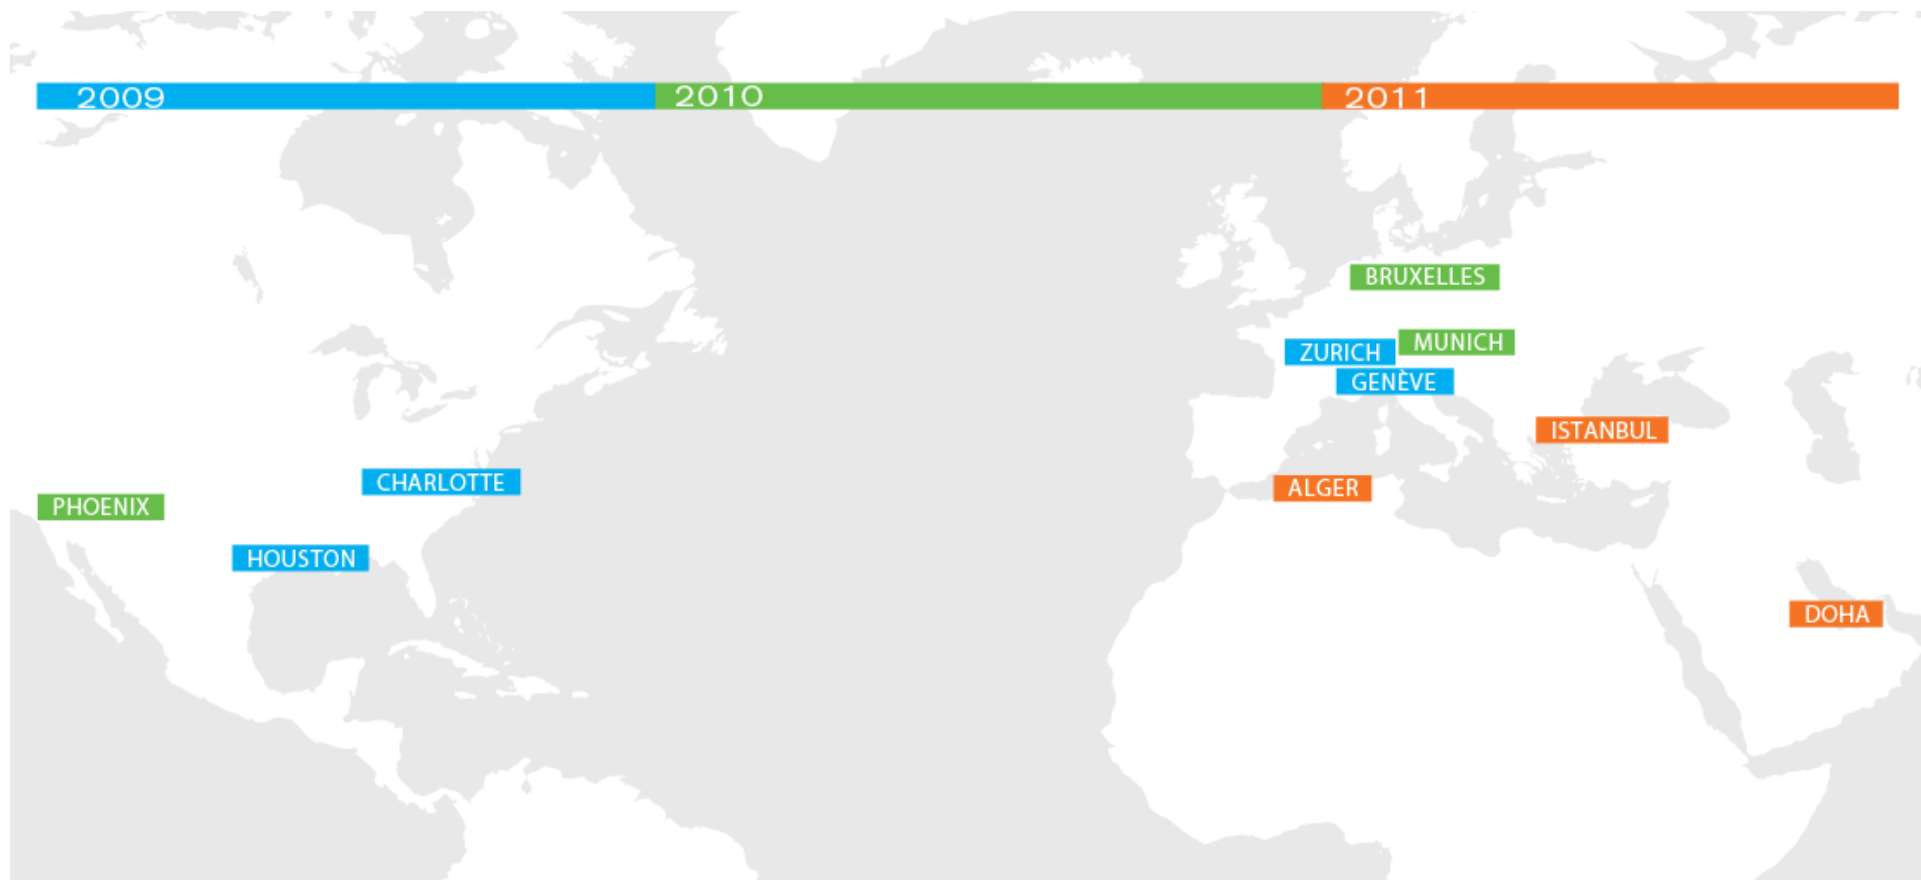 2009
2010
2011
BRUXELLES
MUNICH
ZURICH
GENÈVE
ISTANBUL
CHARLOTTE
ALGER
PHOENIX
HOUSTON
DOHA